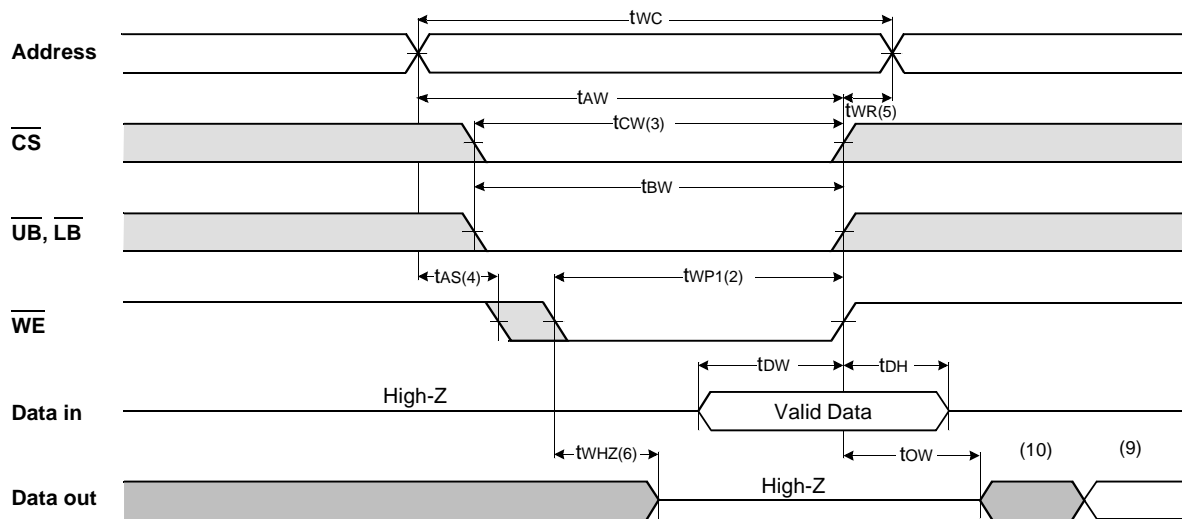 tWC
Address
tAW
tWR(5)
tCW(3)
CS
tBW
UB, LB
tAS(4)
tWP1(2)
WE
tDW
tDH
High-Z
Data in
Valid Data
tWHZ(6)
tOW
(10)
(9)
High-Z
Data out